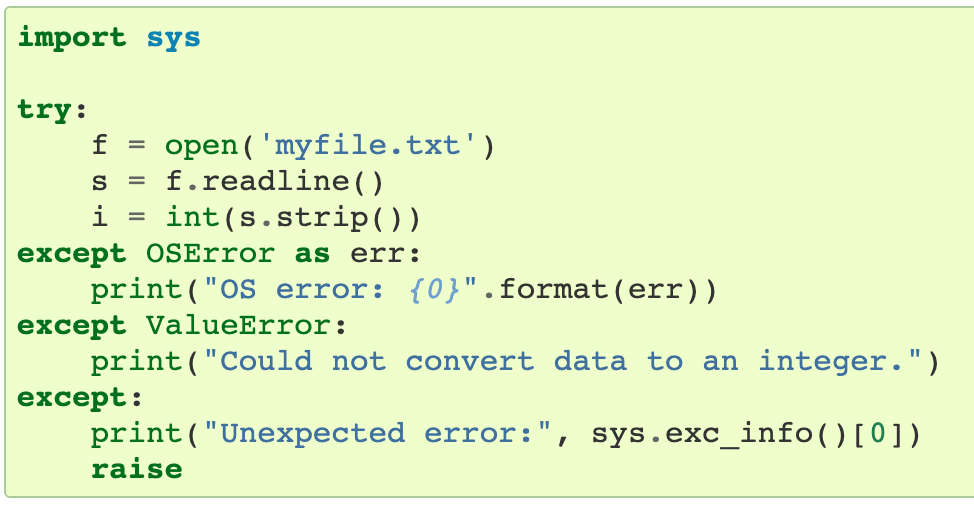 import sys

try:
    f = open('myfile.txt')
    s = f.readline()
    i = int(s.strip())
except OSError as err:
    print("OS error: {0}".format(err))
except ValueError:
    print("Could not convert data to an integer.")
except:
    print("Unexpected error:", sys.exc_info()[0])
    raise